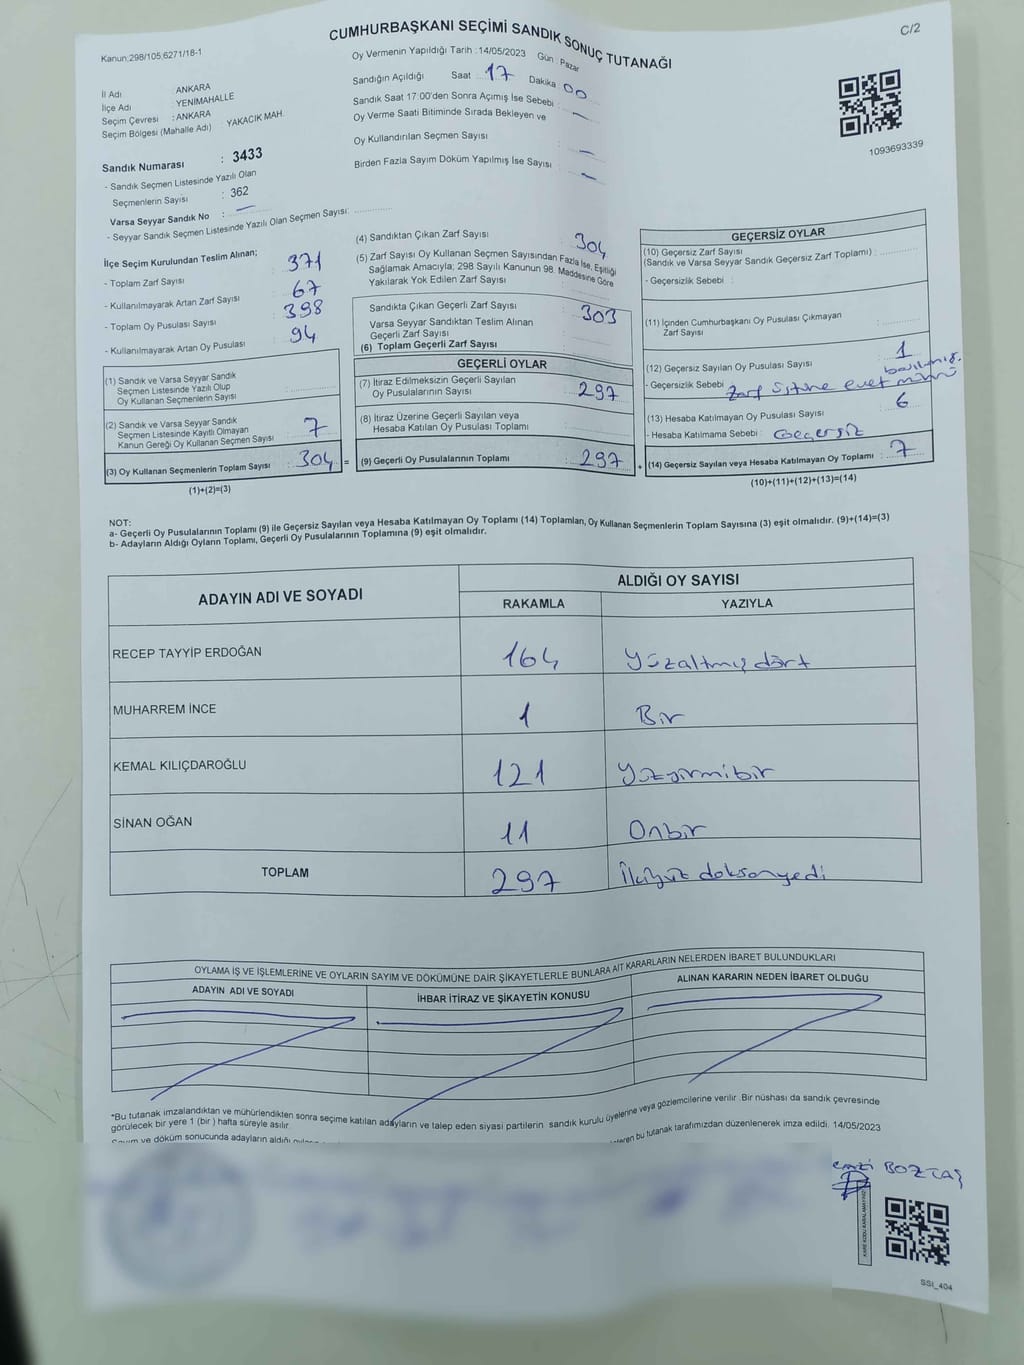 CUMHURBAŞKANI SEÇİMİ SANDIK SONUÇ TUTANAĞI
C/2
Kanun;298/105,6271/18-1
Oy Vermenin Yapıldığı Tarih :14/05/2023 Gün : Pazar
Sandığın Açıldığı Saat 17 Dakika 00
Sandık Saat 17:00'den Sonra Açımış İse Sebebi :
Oy Verme Saati Bitiminde Sırada Bekleyen ve
Oy Kullandırılan Seçmen Sayısı
Birden Fazla Sayım Döküm Yapılmış İse Sayısı
1093693339
İl Adı : ANKARA
İlçe Adı : YENİMAHALLE
Seçim Çevresi : ANKARA
Seçim Bölgesi (Mahalle Adı) YAKACIK MAH.
Sandık Numarası : 3433
- Sandık Seçmen Listesinde Yazılı Olan
Seçmenlerin Sayısı : 362
Varsa Seyyar Sandık No :
- Seyyar Sandık Seçmen Listesinde Yazılı Olan Seçmen Sayısı:
İlçe Seçim Kurulundan Teslim Alınan;
- Toplam Zarf Sayısı 371
- Kullanılmayarak Artan Zarf Sayısı 67
- Toplam Oy Pusulası Sayısı 398
- Kullanılmayarak Artan Oy Pusulası 94
(1) Sandık ve Varsa Seyyar Sandık
Seçmen Listesinde Yazılı Olup
Oy Kullanan Seçmenlerin Sayısı
(2) Sandık ve Varsa Seyyar Sandık
Seçmen Listesinde Kayıtlı Olmayan
Kanun Gereği Oy Kullanan Seçmen Sayısı 7
(3) Oy Kullanan Seçmenlerin Toplam Sayısı : 304 =
(1)+(2)=(3)
(4) Sandıktan Çıkan Zarf Sayısı 304
(5) Zarf Sayısı Oy Kullanan Seçmen Sayısından Fazla İse, Eşitliği
Sağlamak Amacıyla; 298 Sayılı Kanunun 98. Maddesine Göre
Yakılarak Yok Edilen Zarf Sayısı
Sandıkta Çıkan Geçerli Zarf Sayısı 303
Varsa Seyyar Sandıktan Teslim Alınan
Geçerli Zarf Sayısı
(6) Toplam Geçerli Zarf Sayısı
GEÇERLİ OYLAR
(7) İtiraz Edilmeksizin Geçerli Sayılan
Oy Pusulalarının Sayısı 297
(8) İtiraz Üzerine Geçerli Sayılan veya
Hesaba Katılan Oy Pusulası Toplamı
(9) Geçerli Oy Pusulalarının Toplamı : 297 +
GEÇERSİZ OYLAR
(10) Geçersiz Zarf Sayısı
(Sandık ve Varsa Seyyar Sandık Geçersiz Zarf Toplamı) :
- Geçersizlik Sebebi :
(11) İçinden Cumhurbaşkanı Oy Pusulası Çıkmayan
Zarf Sayısı
(12) Geçersiz Sayılan Oy Pusulası Sayısı 1
- Geçersizlik Sebebi Zarf üstüne evet mührü basılmış.
(13) Hesaba Katılmayan Oy Pusulası Sayısı 6
- Hesaba Katılmama Sebebi : Geçersiz
(14) Geçersiz Sayılan veya Hesaba Katılmayan Oy Toplamı : 7
(10)+(11)+(12)+(13)=(14)
NOT:
a- Geçerli Oy Pusulalarının Toplamı (9) ile Geçersiz Sayılan veya Hesaba Katılmayan Oy Toplamı (14) Toplamları, Oy Kullanan Seçmenlerin Toplam Sayısına (3) eşit olmalıdır. (9)+(14)=(3)
b- Adayların Aldığı Oyların Toplamı, Geçerli Oy Pusulalarının Toplamına (9) eşit olmalıdır.
ADAYIN ADI VE SOYADI
ALDIĞI OY SAYISI
RAKAMLA YAZIYLA
RECEP TAYYİP ERDOĞAN 164 Yüzaltmış dört
MUHARREM İNCE 1 Bir
KEMAL KILIÇDAROĞLU 121 Yüzyirmibir
SİNAN OĞAN 11 Onbir
TOPLAM 297 İkiyüz doksanyedi
OYLAMA İŞ VE İŞLEMLERİNE VE OYLARIN SAYIM VE DÖKÜMÜNE DAİR ŞİKAYETLERLE BUNLARA AİT KARARLARIN NELERDEN İBARET BULUNDUKLARI
ADAYIN ADI VE SOYADI İHBAR İTİRAZ VE ŞİKAYETİN KONUSU ALINAN KARARIN NEDEN İBARET OLDUĞU
*Bu tutanak imzalandıktan ve mühürlendikten sonra seçime katılan adayların ve talep eden siyasi partilerin sandık kurulu üyelerine veya gözlemcilerine verilir .Bir nüshası da sandık çevresinde
görülecek bir yere 1 (bir ) hafta süreyle asılır.
ve döküm sonucunda adayların aldığı bu tutanak tarafımızdan düzenlenerek imza edildi. 14/05/2023
BOZTAŞ
KARE KODU KARALAMAYINIZ
SSI_404